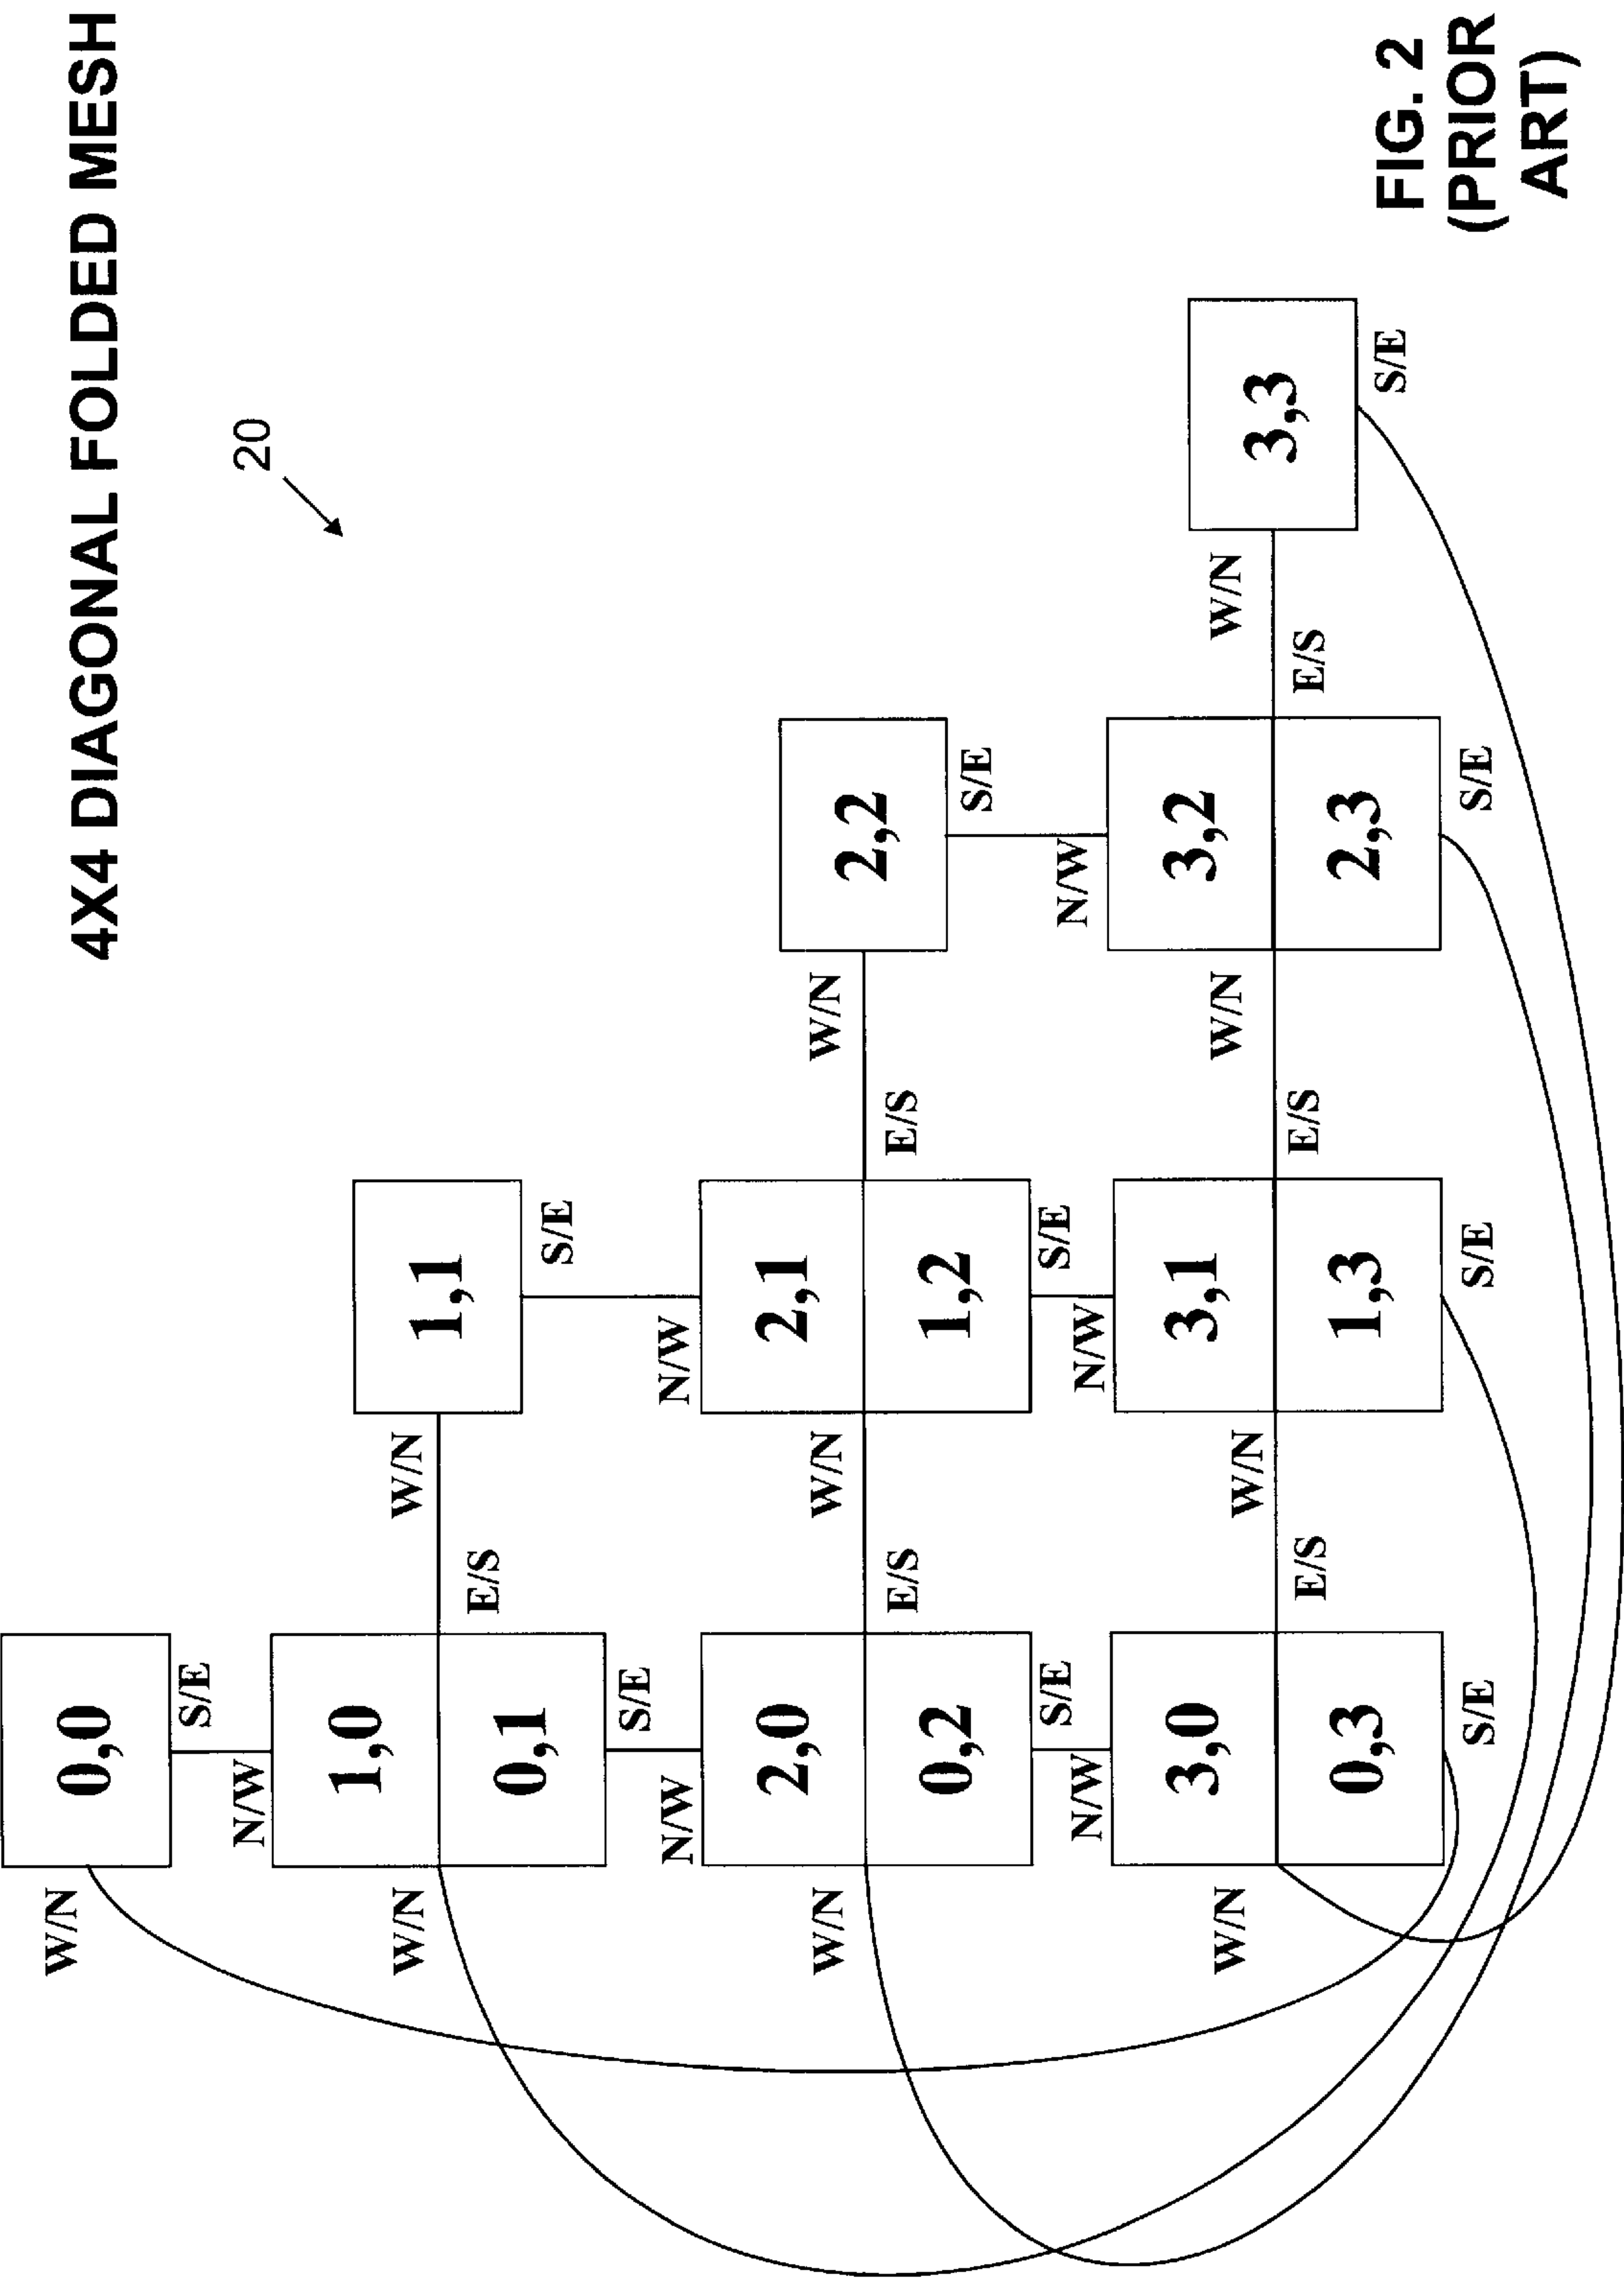 4X4 DIAGONAL FOLDED MESH
20
W/N
0,0
S/E
N/W
W/N
1,0
W/N
1,1
0,1
E/S
S/E
S/E
N/W
N/W
W/N
2,0
W/N
2,1
W/N
2,2
0,2
E/S
1,2
E/S
S/E
S/E
S/E
N/W
N/W
N/W
W/N
3,0
W/N
3,1
W/N
3,2
W/N
3,3
0,3
E/S
1,3
E/S
2,3
E/S
S/E
S/E
S/E
S/E
FIG. 2
(PRIOR
ART)